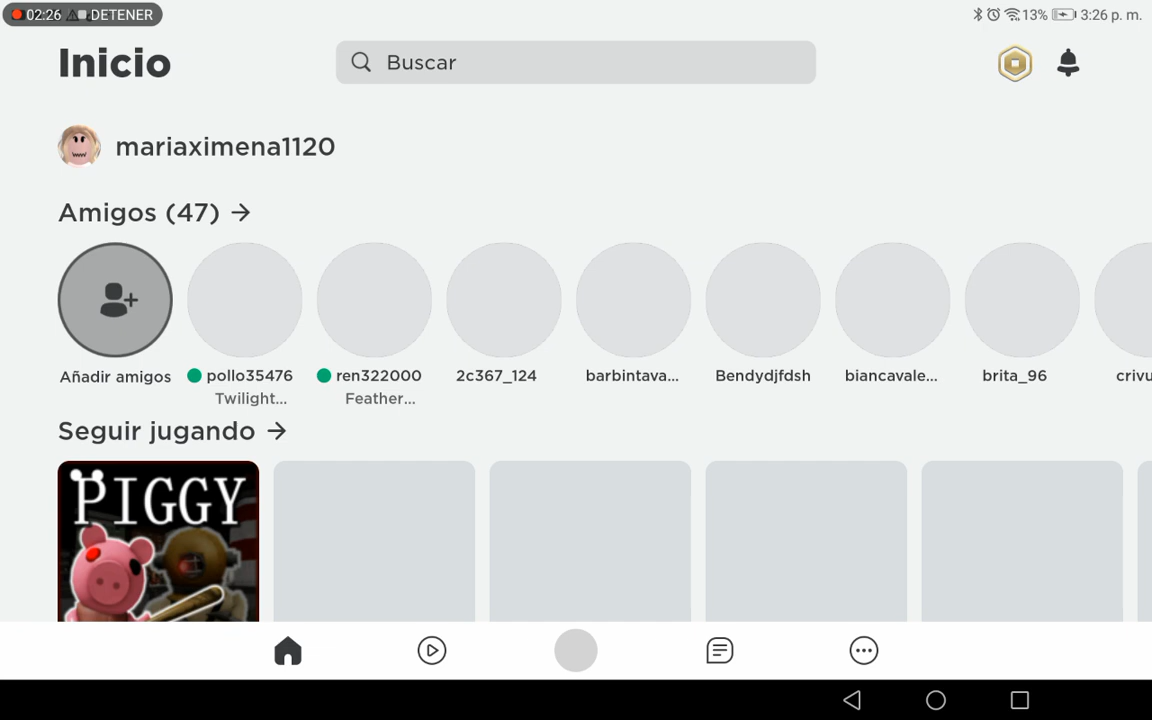 02:26 DETENER
13% 3:26 p. m.
Inicio
Buscar
mariaximena1120
Amigos (47) →
Añadir amigos
pollo35476
ren322000
2c367_124
barbintava...
Bendydjfdsh
biancavale...
brita_96
crivu
Twilight...
Feather...
Seguir jugando →
PIGGY